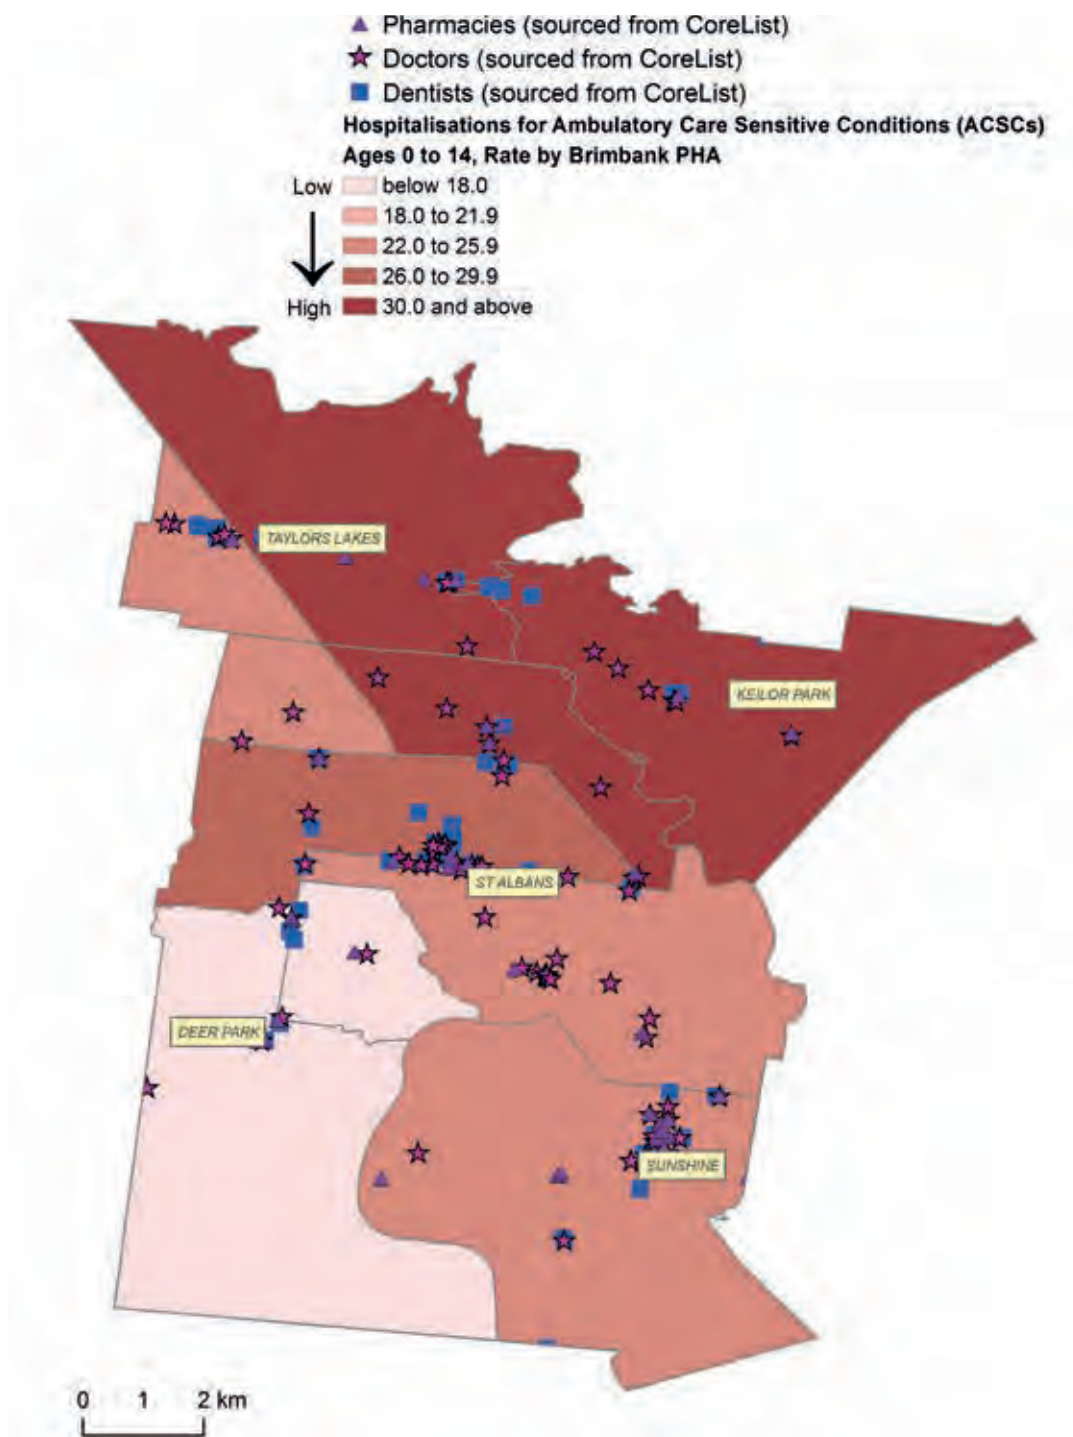 Pharmacies (sourced from CoreList)
Doctors (sourced from CoreList)
Dentists (sourced from CoreList)
Hospitalisations for Ambulatory Care Sensitive Conditions (ACSCs)
Ages 0 to 14, Rate by Brimbank PHA
Low below 18.0
18.0 to 21.9
22.0 to 25.9
26.0 to 29.9
High 30.0 and above
TAYLORS LAKES
KEILOR PARK
ST ALBANS
DEER PARK
SUNSHINE
0 1 2 km